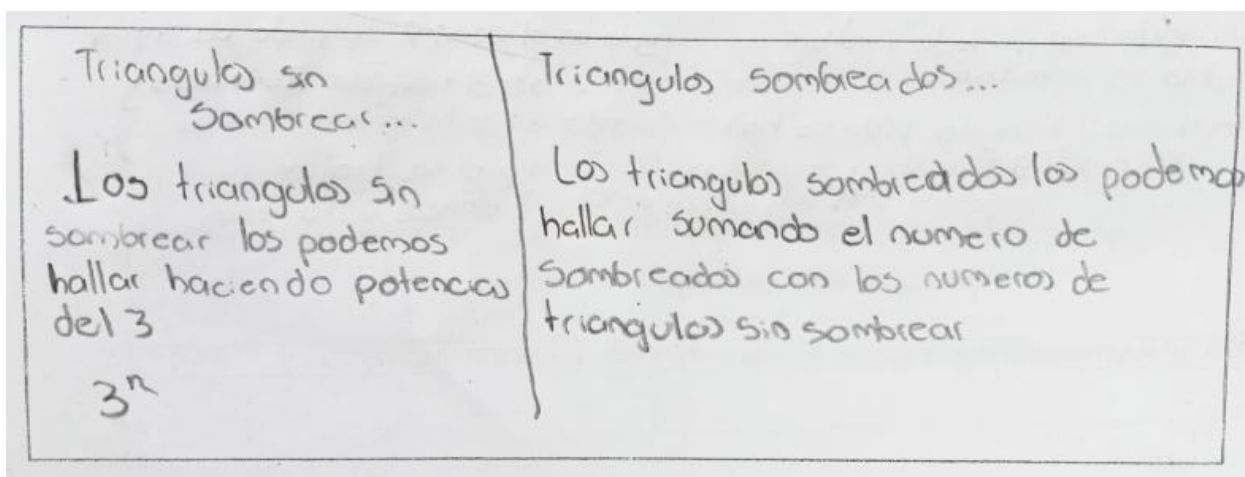 Triangulos sin
sombrear...
Los triangulos sin
sombrear los podemos
hallar haciendo potencias
del 3
3ⁿ
Triangulos sombreados...
Los triangulos sombreados los podemos
hallar sumando el numero de
sombreados con los numeros de
triangulos sin sombrear